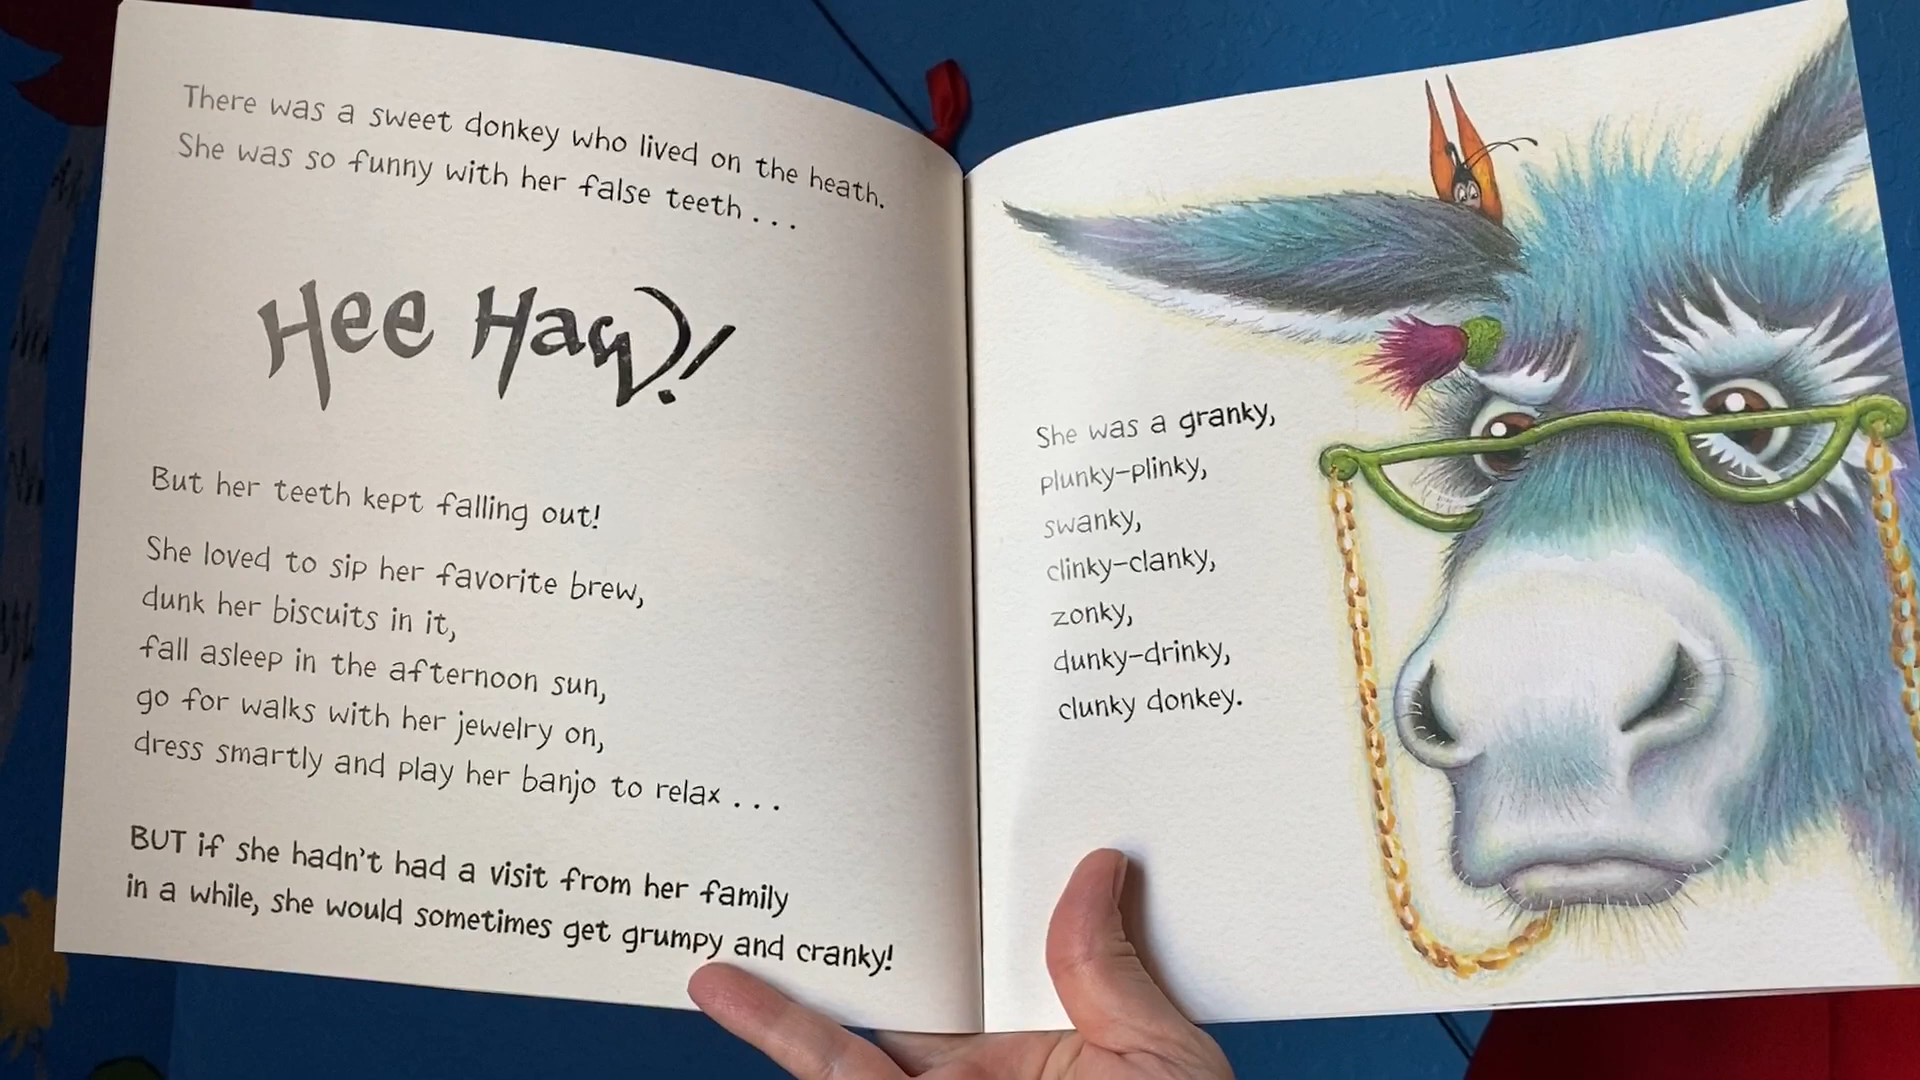 There was a sweet donkey who lived on the heath.
She was so funny with her false teeth . . .
Hee Haw!
But her teeth kept falling out!
She loved to sip her favorite brew,
dunk her biscuits in it,
fall asleep in the afternoon sun,
go for walks with her jewelry on,
dress smartly and play her banjo to relax . . .
BUT if she hadn't had a visit from her family
in a while, she would sometimes get grumpy and cranky!
She was a granky,
plunky-plinky,
swanky,
clinky-clanky,
zonky,
dunky-drinky,
clunky donkey.